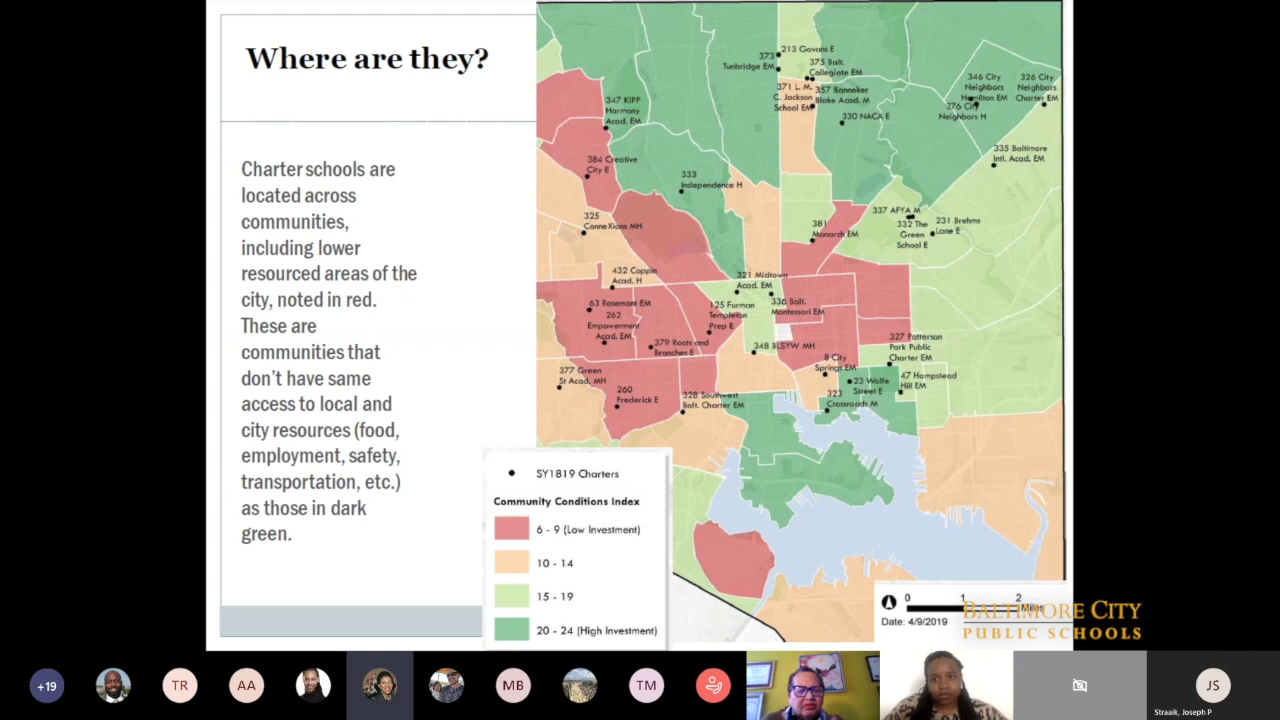 Where are they?
Charter schools are
located across
communities,
including lower
resourced areas of the
city, noted in red.
These are
communities that
don't have same
access to local and
city resources (food,
employment, safety,
transportation, etc.)
as those in dark
green.
213 Govans E
373
Tunbridge EM
375 Balt.
Collegiate EM
371 L. M.
C. Jackson
School EM
357 Banneker
Blake Acad. M
330 NACA E
346 City
Neighbors
Hamilton EM
326 City
Neighbors
Charter EM
376 City
Neighbors H
347 KIPP
Harmony
Acad. EM
335 Baltimore
Intl. Acad. EM
384 Creative
City E
333
Independence H
325
ConneXions MH
337 AFYA M
332 The
Green
School E
231 Brehms
Lane E
381
Monarch EM
432 Coppin
Acad. H
321 Midtown
Acad. EM
63 Rosemont EM
262
Empowerment
Acad. EM
125 Furman
Templeton
Prep E
336 Balt.
Montessori EM
379 Roots and
Branches E
348 BLSYW MH
327 Patterson
Park Public
Charter EM
8 City
Springs EM
377 Green
St Acad. MH
23 Wolfe
Street E
47 Hampstead
Hill EM
260
Frederick E
328 Southwest
Balt. Charter EM
323
Crossroads M
SY1819 Charters
Community Conditions Index
6 - 9 (Low Investment)
10 - 14
15 - 19
20 - 24 (High Investment)
0 1 2
Miles
Date: 4/9/2019
BALTIMORE CITY
PUBLIC SCHOOLS
+19
TR
AA
MB
TM
JS
Straaik, Joseph P